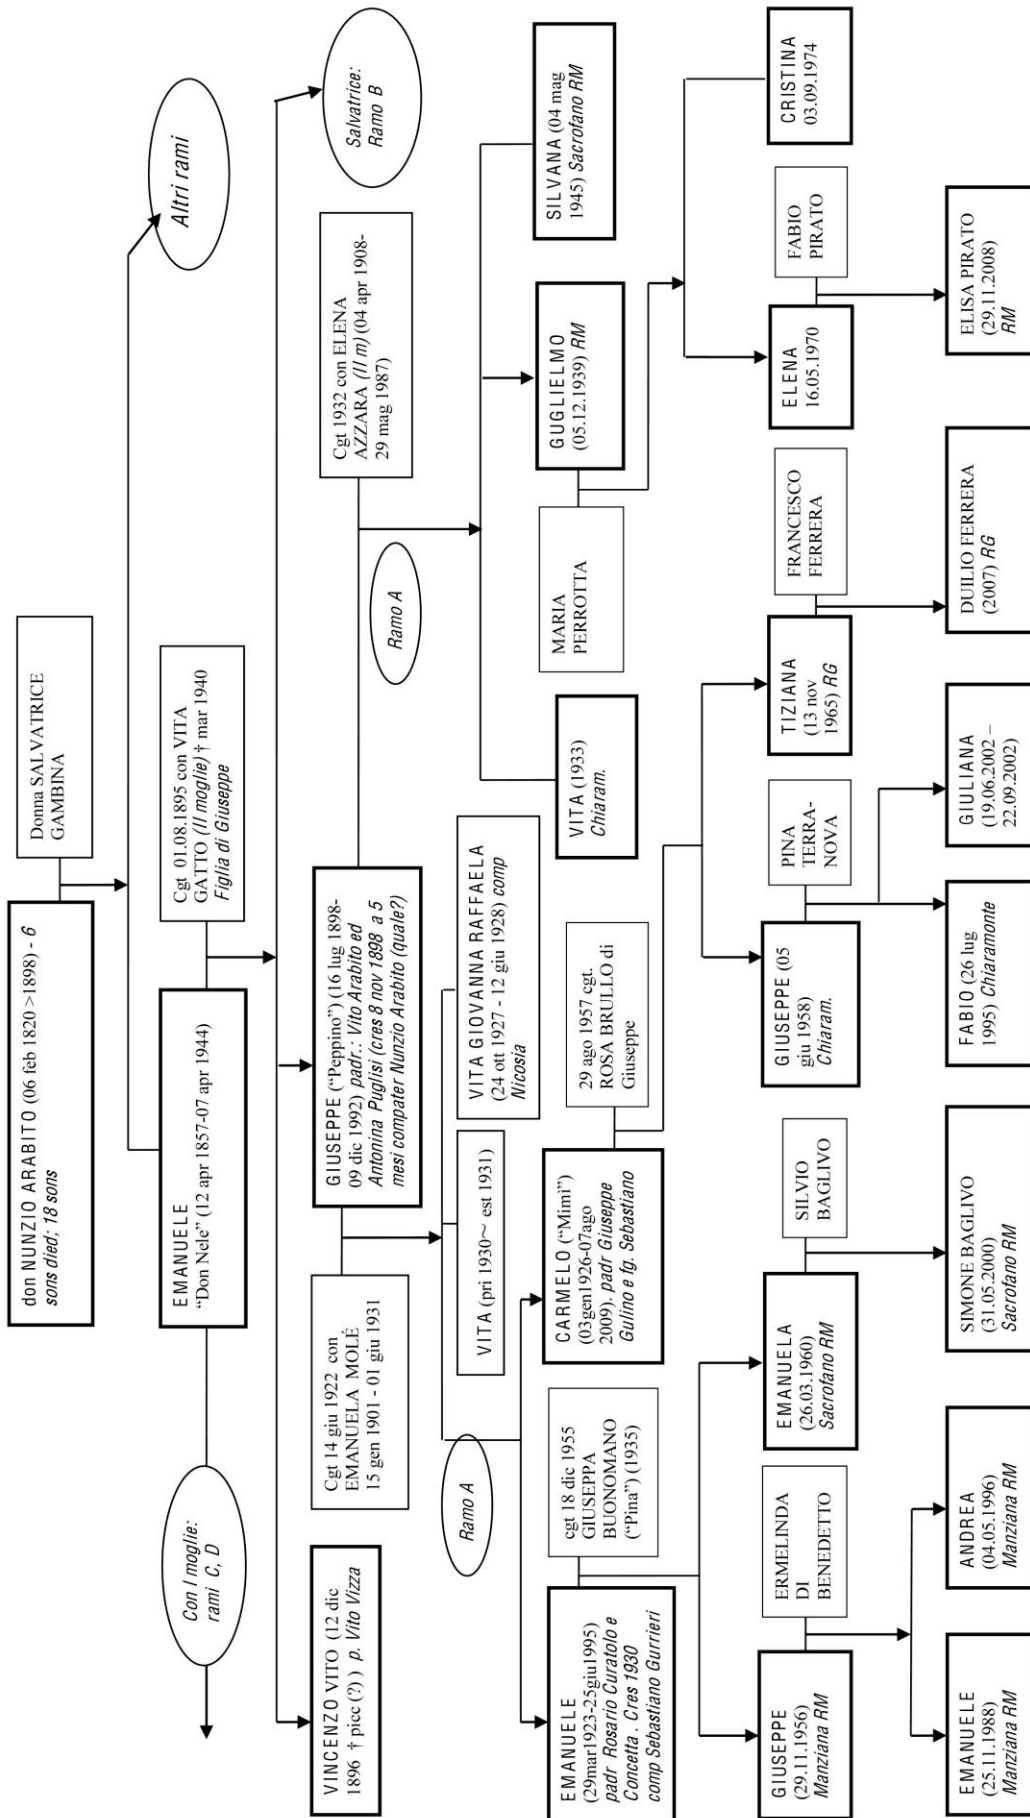 don NUNZIO ARABITO (06 feb 1820 >1898) - 6
sons died; 18 sons
Donna SALVATRICE
GAMBINA
Altri rami
Con I moglie:
rami C, D
EMANUELE
“Don Nele” (12 apr 1857-07 apr 1944)
Cgt 01.08.1895 con VITA
GATTO (II moglie) † mar 1940
Figlia di Giuseppe
Salvatrice:
Ramo B
VINCENZO VITO (12 dic
1896 † picc (?) ) p. Vito Vizza
Cgt 14 giu 1922 con
EMANUELA MOLÉ
15 gen 1901 - 01 giu 1931
GIUSEPPE (“Peppino”) (16 lug 1898-
09 dic 1992) padr.: Vito Arabito ed
Antonina Puglisi (cres 8 nov 1898 a 5
mesi compater Nunzio Arabito (quale?)
Cgt 1932 con ELENA
AZZARA (II m) (04 apr 1908-
29 mag 1987)
Ramo A
Ramo A
VITA (pri 1930~ est 1931)
VITA GIOVANNA RAFFAELA
(24 ott 1927 - 12 giu 1928) comp
Nicosia
EMANUELE
(29mar1923-25giu1995)
padr Rosario Curatolo e
Concetta . Cres 1930
comp Sebastiano Gurrieri
cgt 18 dic 1955
GIUSEPPA
BUONOMANO
(“Pina”) (1935)
CARMELO (“Mimì”)
(03gen1926-07ago
2009). padr Giuseppe
Gulino e fg. Sebastiano
29 ago 1957 cgt.
ROSA BRULLO di
Giuseppe
VITA (1933)
Chiaram.
MARIA
PERROTTA
GUGLIELMO
(05.12.1939) RM
SILVANA (04 mag
1945) Sacrofano RM
GIUSEPPE
(29.11.1956)
Manziana RM
ERMELINDA
DI
BENEDETTO
EMANUELA
(26.03.1960)
Sacrofano RM
SILVIO
BAGLIVO
GIUSEPPE (05
giu 1958)
Chiaram.
PINA
TERRA-
NOVA
TIZIANA
(13 nov
1965) RG
FRANCESCO
FERRERA
ELENA
16.05.1970
FABIO
PIRATO
CRISTINA
03.09.1974
EMANUELE
(25.11.1988)
Manziana RM
ANDREA
(04.05.1996)
Manziana RM
SIMONE BAGLIVO
(31.05.2000)
Sacrofano RM
FABIO (26 lug
1995) Chiaramonte
GIULIANA
(19.06.2002 –
22.09.2002)
DUILIO FERRERA
(2007) RG
ELISA PIRATO
(29.11.2008)
RM